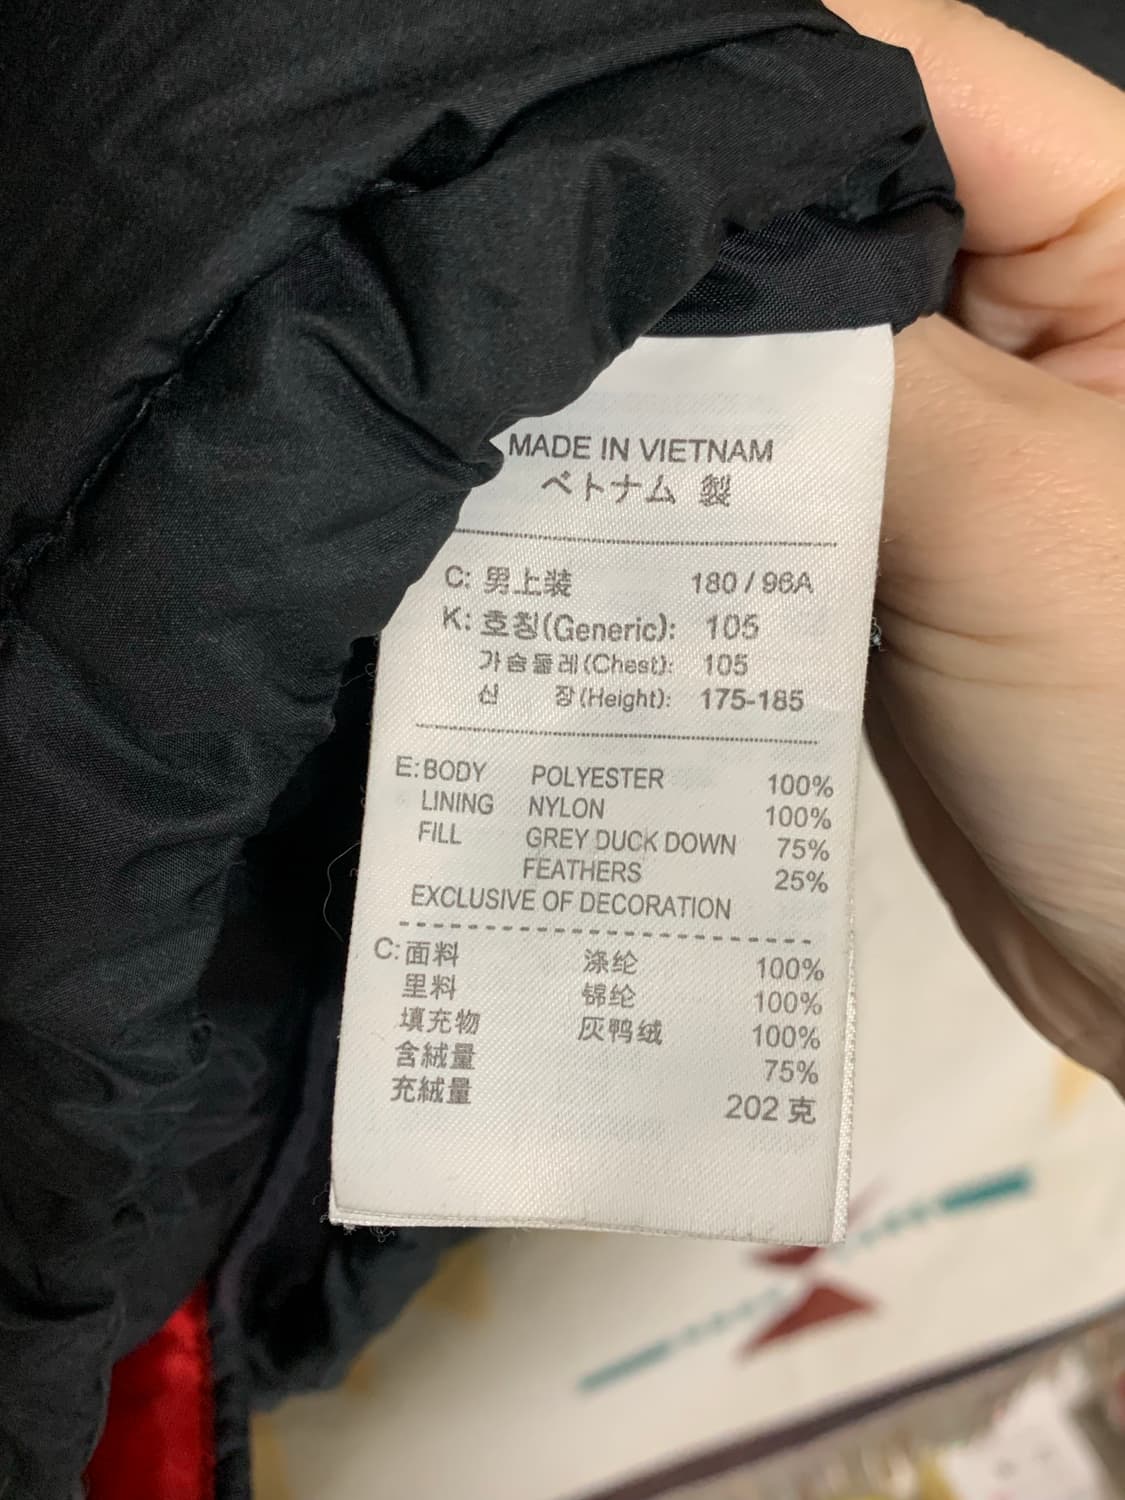 MADE IN VIETNAM
ベトナム 製
C: 男上装 180 / 96A
K: 호칭(Generic): 105
가슴둘레(Chest): 105
신 장(Height): 175-185
E: BODY POLYESTER 100%
LINING NYLON 100%
FILL GREY DUCK DOWN 75%
FEATHERS 25%
EXCLUSIVE OF DECORATION
C: 面料 涤纶 100%
里料 锦纶 100%
填充物 灰鸭绒 100%
含絨量 75%
充絨量 202 克